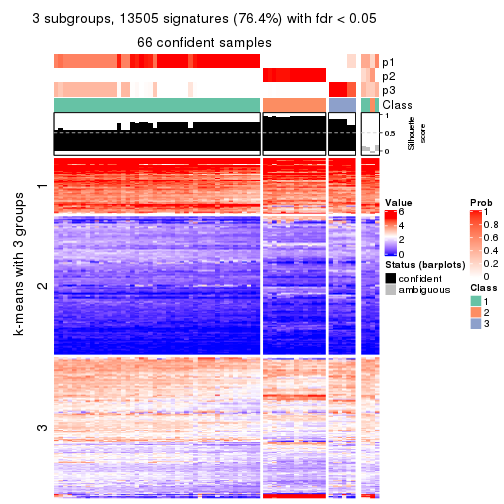 3 subgroups, 13505 signatures (76.4%) with fdr < 0.05
66 confident samples
p1
p2
p3
Class
1
0.5
0
Silhouette
score
k-means with 3 groups
1
2
3
Value
6
4
2
0
Status (barplots)
confident
ambiguous
Prob
1
0.8
0.6
0.4
0.2
0
Class
1
2
3